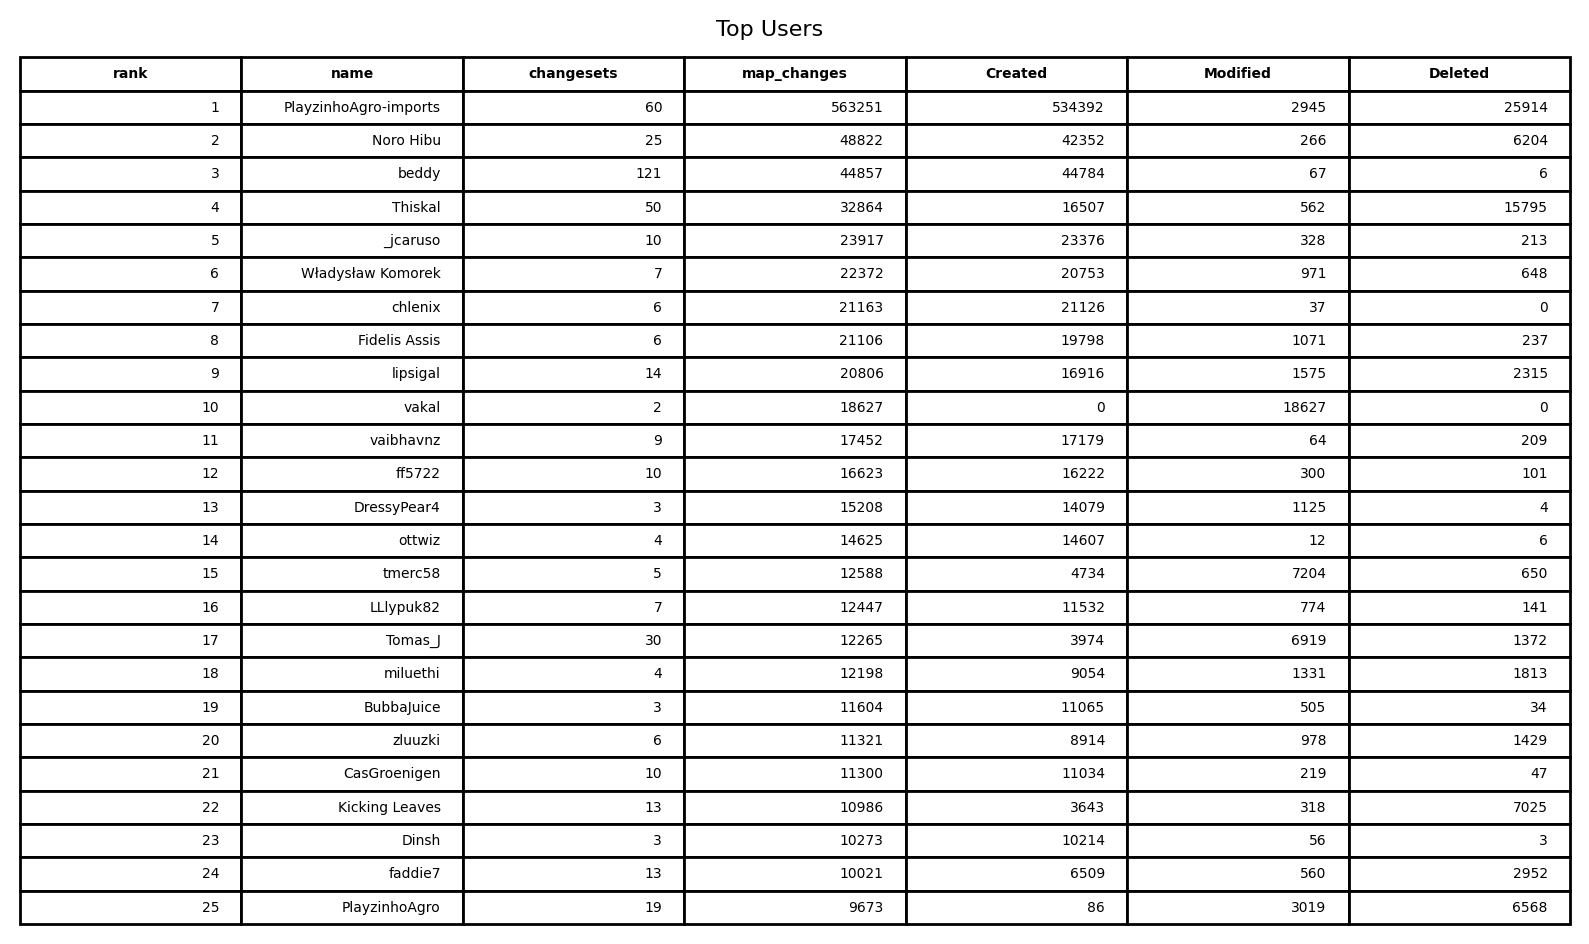 Top Users
rank name changesets map_changes Created Modified Deleted
1 PlayzinhoAgro-imports 60 563251 534392 2945 25914
2 Noro Hibu 25 48822 42352 266 6204
3 beddy 121 44857 44784 67 6
4 Thiskal 50 32864 16507 562 15795
5 _jcaruso 10 23917 23376 328 213
6 Władysław Komorek 7 22372 20753 971 648
7 chlenix 6 21163 21126 37 0
8 Fidelis Assis 6 21106 19798 1071 237
9 lipsigal 14 20806 16916 1575 2315
10 vakal 2 18627 0 18627 0
11 vaibhavnz 9 17452 17179 64 209
12 ff5722 10 16623 16222 300 101
13 DressyPear4 3 15208 14079 1125 4
14 ottwiz 4 14625 14607 12 6
15 tmerc58 5 12588 4734 7204 650
16 LLlypuk82 7 12447 11532 774 141
17 Tomas_J 30 12265 3974 6919 1372
18 miluethi 4 12198 9054 1331 1813
19 BubbaJuice 3 11604 11065 505 34
20 zluuzki 6 11321 8914 978 1429
21 CasGroenigen 10 11300 11034 219 47
22 Kicking Leaves 13 10986 3643 318 7025
23 Dinsh 3 10273 10214 56 3
24 faddie7 13 10021 6509 560 2952
25 PlayzinhoAgro 19 9673 86 3019 6568